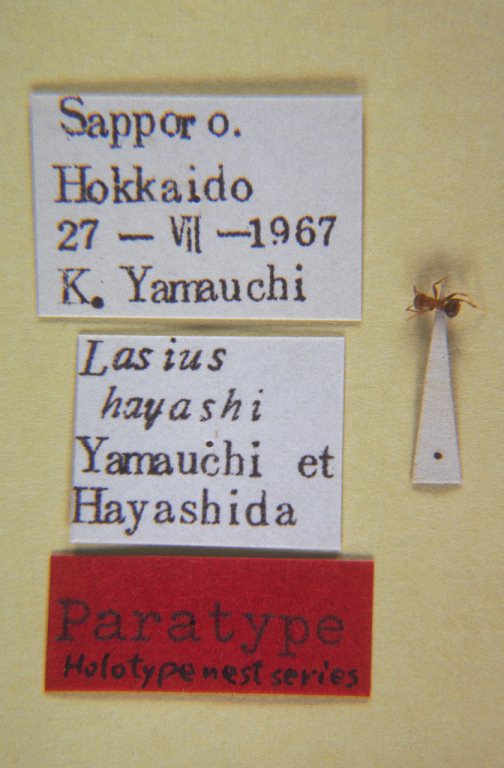 Sapporo.
Hokkaido
27 — VII —1967
K. Yamauchi
Lasius
hayashi
Yamauchi et
Hayashida
Paratype
Holotype nest series